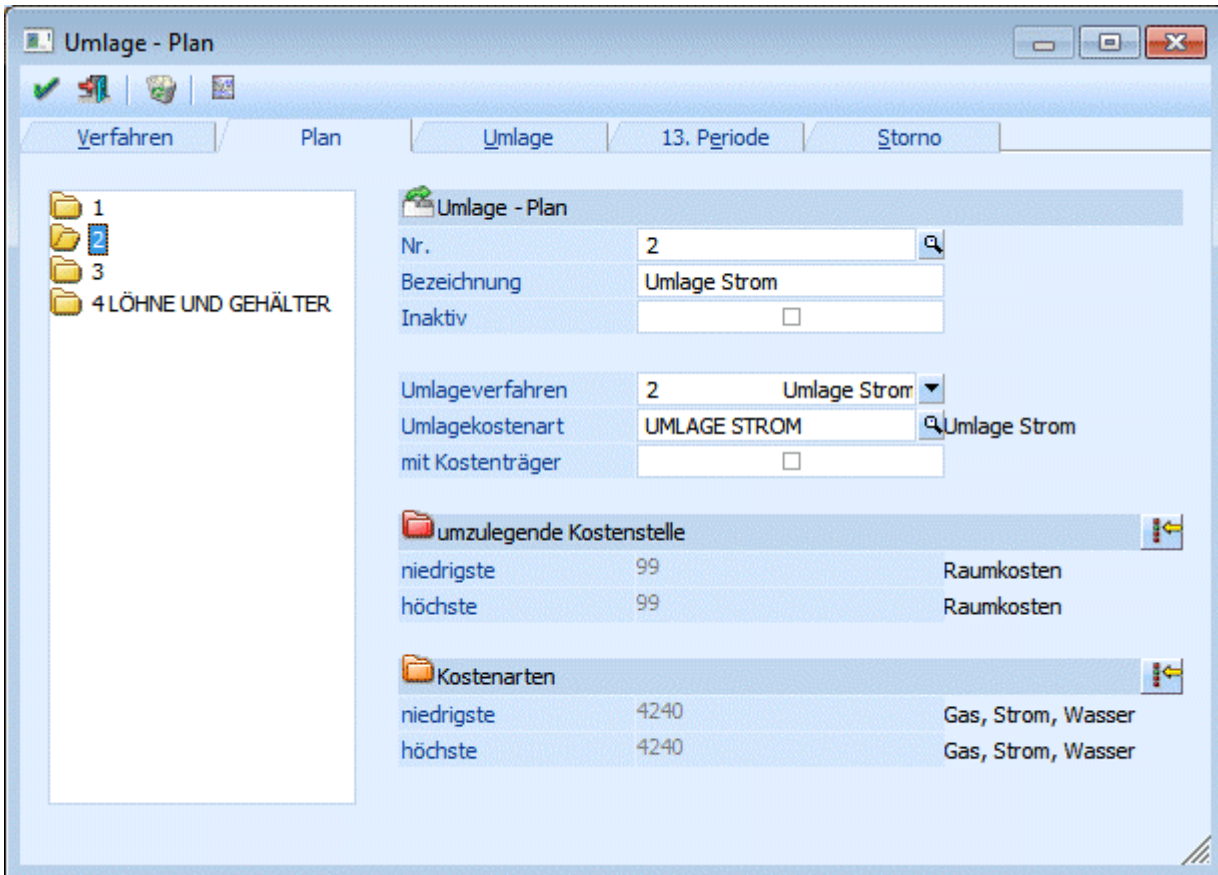 Umlage - Plan
Verfahren Plan Umlage 13. Periode Storno
1
2
3
4 LÖHNE UND GEHÄLTER
Umlage - Plan
Nr. 2
Bezeichnung Umlage Strom
Inaktiv
Umlageverfahren 2 Umlage Strom
Umlagekostenart UMLAGE STROM Umlage Strom
mit Kostenträger
umzulegende Kostenstelle
niedrigste 99 Raumkosten
höchste 99 Raumkosten
Kostenarten
niedrigste 4240 Gas, Strom, Wasser
höchste 4240 Gas, Strom, Wasser